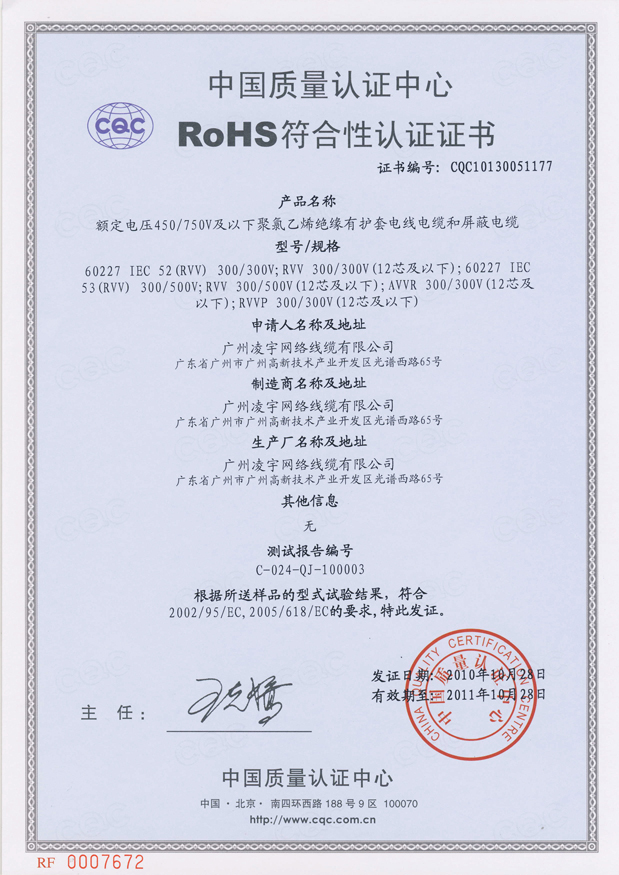 中国质量认证中心
CQC
RoHS符合性认证证书
证书编号: CQC10130051177
产品名称
额定电压450/750V及以下聚氯乙烯绝缘有护套电线电缆和屏蔽电缆
型号/规格
60227 IEC 52(RVV) 300/300V; RVV 300/300V(12芯及以下); 60227 IEC
53(RVV) 300/500V; RVV 300/500V(12芯及以下); AVVR 300/300V(12芯及
以下); RVVP 300/300V(12芯及以下)
申请人名称及地址
广州凌宇网络线缆有限公司
广东省广州市广州高新技术产业开发区光谱西路65号
制造商名称及地址
广州凌宇网络线缆有限公司
广东省广州市广州高新技术产业开发区光谱西路65号
生产厂名称及地址
广州凌宇网络线缆有限公司
广东省广州市广州高新技术产业开发区光谱西路65号
其他信息
无
测试报告编号
C-024-QJ-100003
根据所送样品的型式试验结果，符合
2002/95/EC, 2005/618/EC的要求,特此发证。
发证日期: 2010年10月28日
有效期至: 2011年10月28日
CHINA QUALITY CERTIFICATION CENTRE
中国质量认证中心
主 任：
中国质量认证中心
中国·北京·南四环西路 188 号 9 区 100070
http://www.cqc.com.cn
RF 0007672